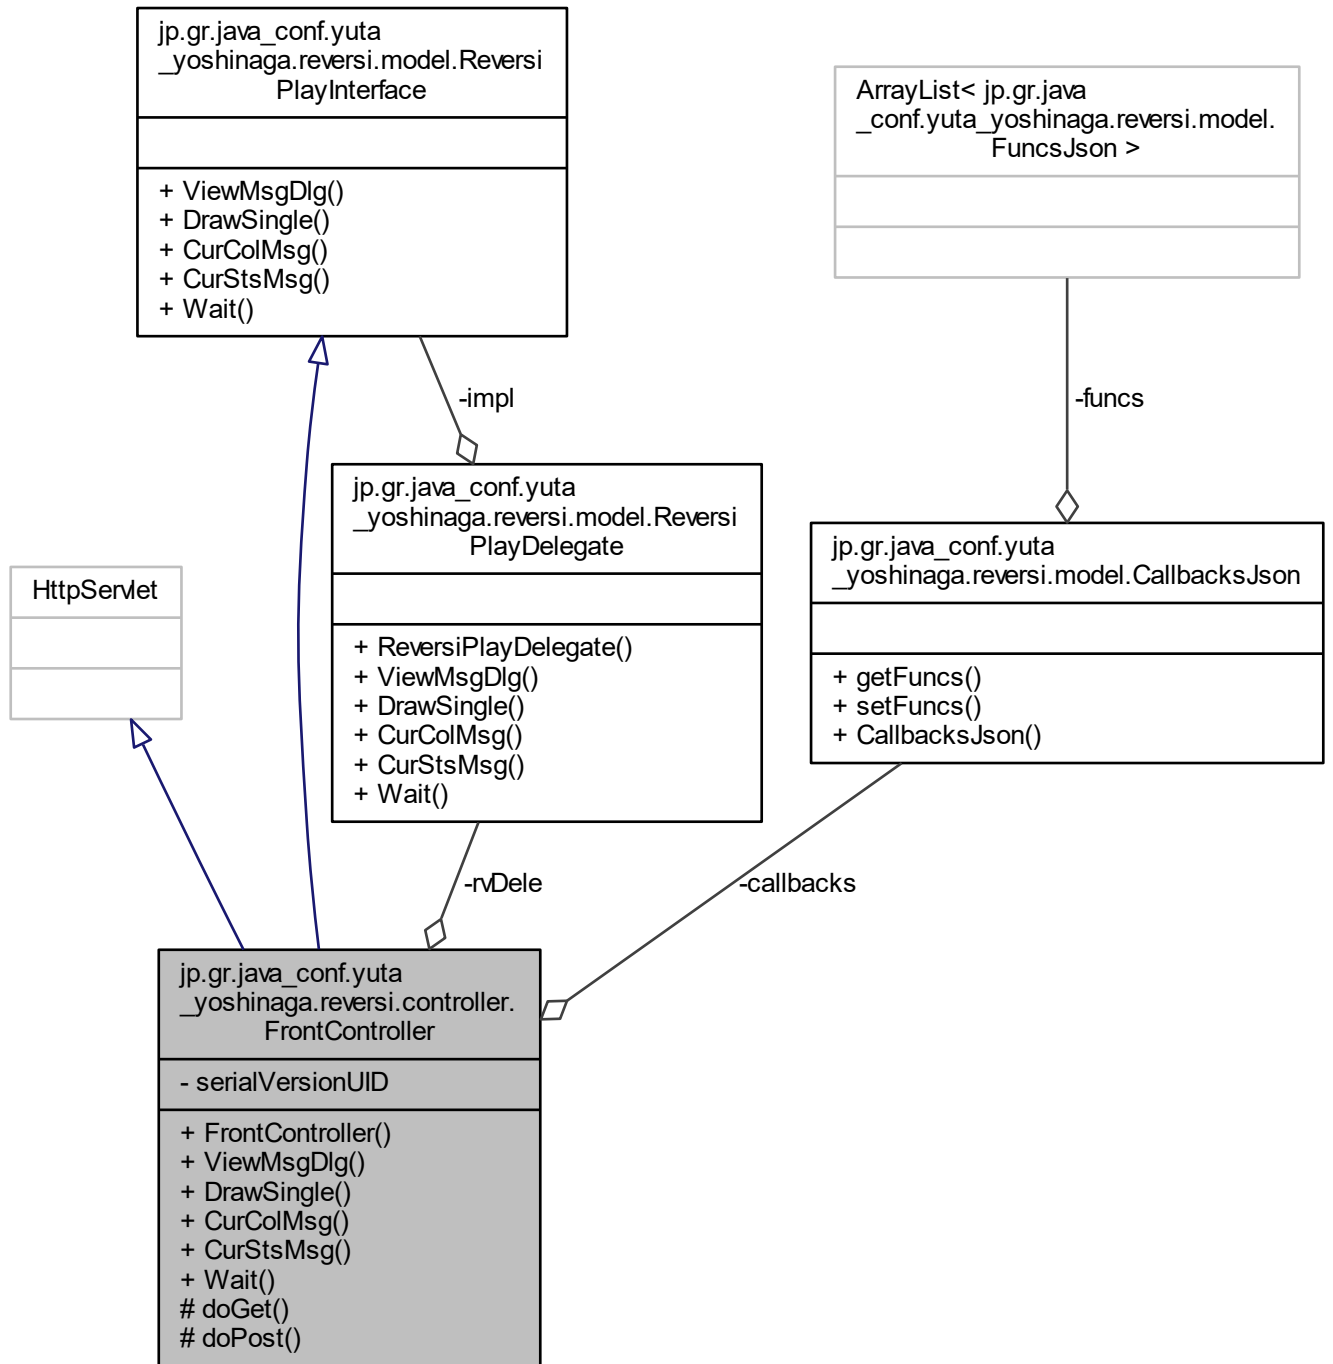 jp.gr.java_conf.yuta
_yoshinaga.reversi.model.Reversi
PlayInterface
+ ViewMsgDlg()
+ DrawSingle()
+ CurColMsg()
+ CurStsMsg()
+ Wait()
ArrayList< jp.gr.java
_conf.yuta_yoshinaga.reversi.model.
FuncsJson >
-impl
-funcs
jp.gr.java_conf.yuta
_yoshinaga.reversi.model.Reversi
PlayDelegate
+ ReversiPlayDelegate()
+ ViewMsgDlg()
+ DrawSingle()
+ CurColMsg()
+ CurStsMsg()
+ Wait()
jp.gr.java_conf.yuta
_yoshinaga.reversi.model.CallbacksJson
+ getFuncs()
+ setFuncs()
+ CallbacksJson()
HttpServlet
-rvDele
-callbacks
jp.gr.java_conf.yuta
_yoshinaga.reversi.controller.
FrontController
- serialVersionUID
+ FrontController()
+ ViewMsgDlg()
+ DrawSingle()
+ CurColMsg()
+ CurStsMsg()
+ Wait()
# doGet()
# doPost()